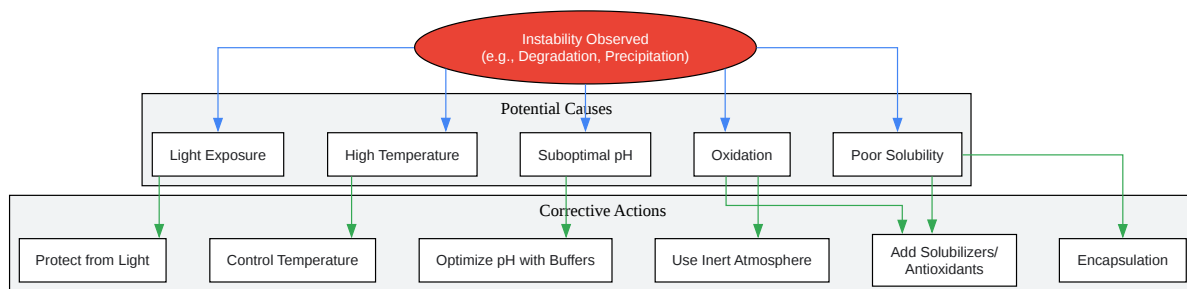 Instability Observed
(e.g., Degradation, Precipitation)
Potential Causes
Light Exposure
High Temperature
Suboptimal pH
Oxidation
Poor Solubility
Corrective Actions
Protect from Light
Control Temperature
Optimize pH with Buffers
Use Inert Atmosphere
Add Solubilizers/
Antioxidants
Encapsulation